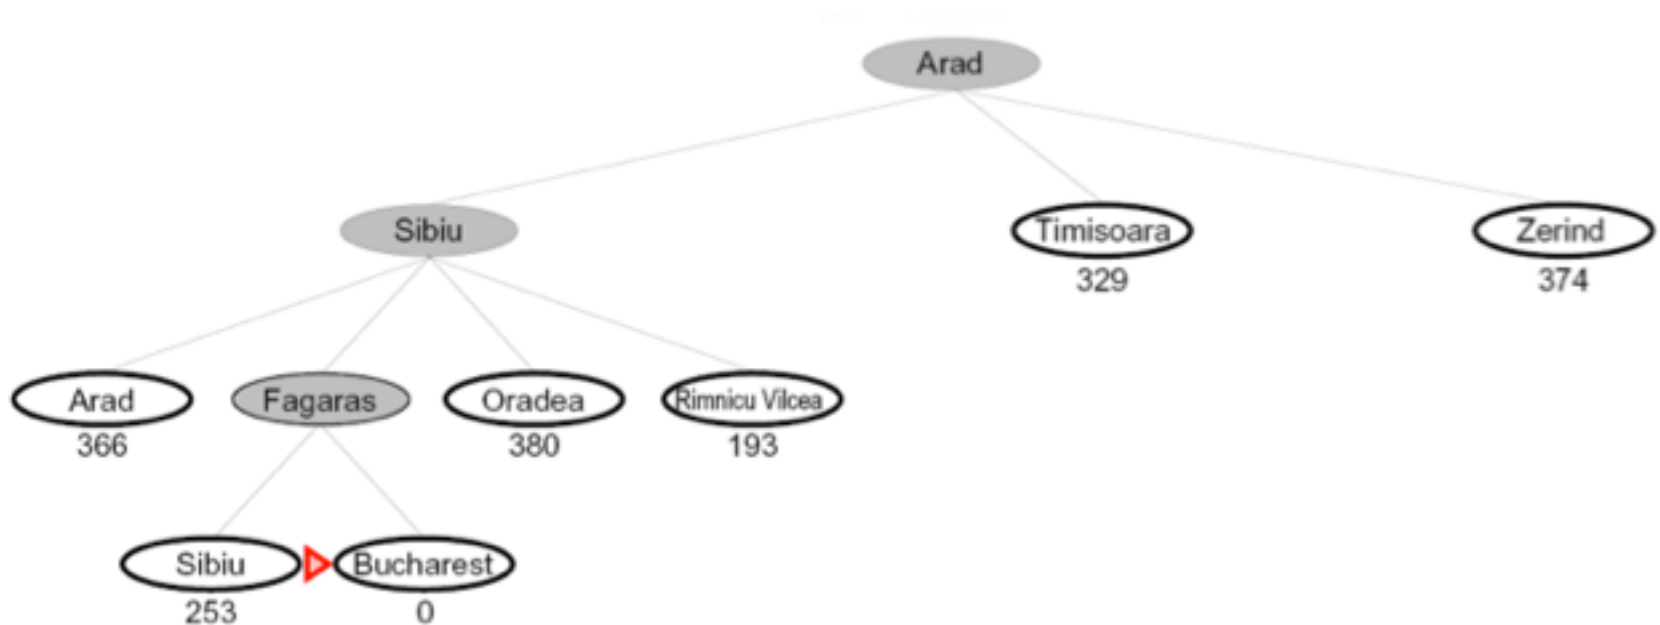 Arad
Sibiu
Timisoara
Zerind
329
374
Arad
Fagaras
Oradea
Rimnicu Vilcea
366
380
193
Sibiu
Bucharest
253
0